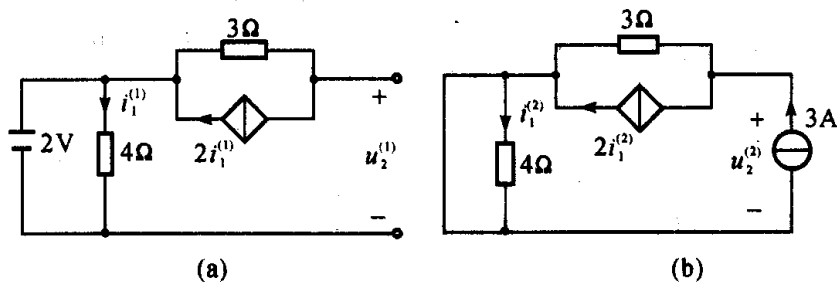 3Ω
i₁⁽¹⁾
2V
4Ω
2i₁⁽¹⁾
+
u₂⁽¹⁾
−
(a)
3Ω
i₁⁽²⁾
4Ω
2i₁⁽²⁾
+
u₂⁽²⁾
−
3A
(b)